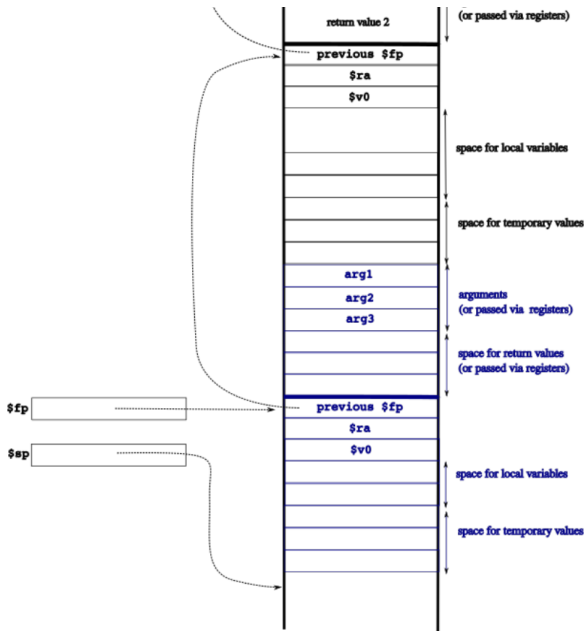 return value 2
(or passed via registers)
previous $fp
$ra
$v0
space for local variables
space for temporary values
arg1
arg2
arg3
arguments
(or passed via registers)
space for return values
(or passed via registers)
$fp
previous $fp
$ra
$sp
$v0
space for local variables
space for temporary values